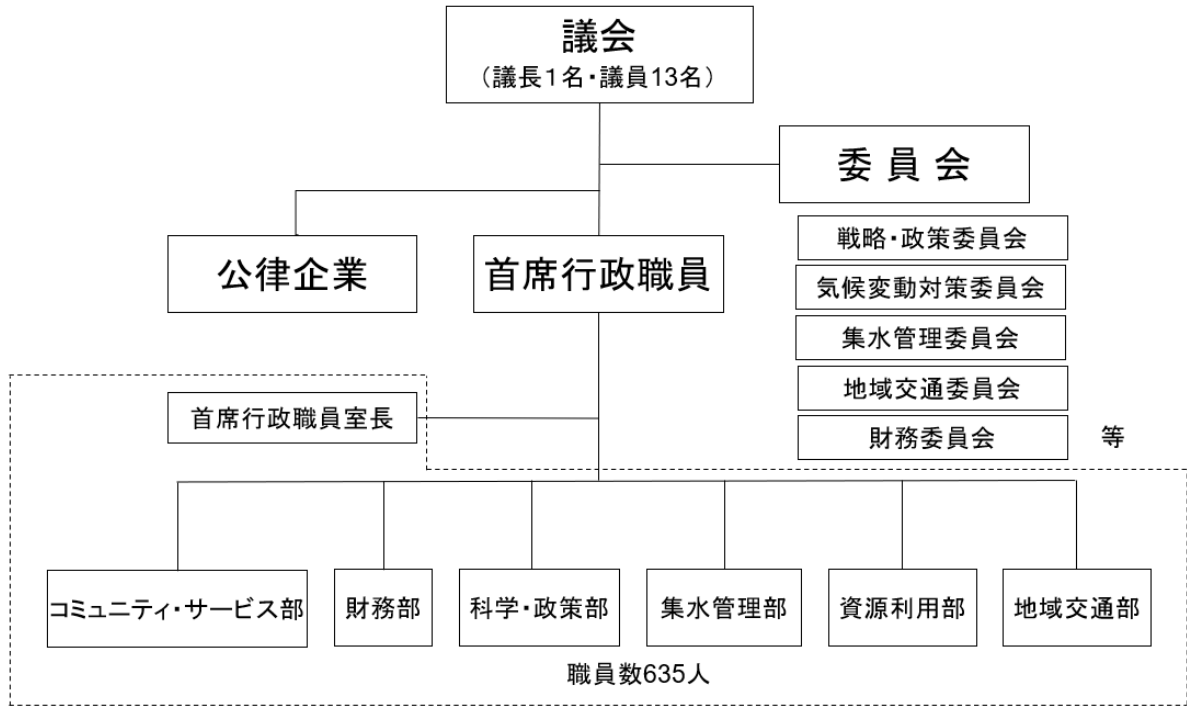 議会
（議長１名・議員13名）
委 員 会
戦略・政策委員会
公律企業
首席行政職員
気候変動対策委員会
集水管理委員会
地域交通委員会
首席行政職員室長
財務委員会
等
コミュニティ・サービス部
財務部
科学・政策部
集水管理部
資源利用部
地域交通部
職員数635人